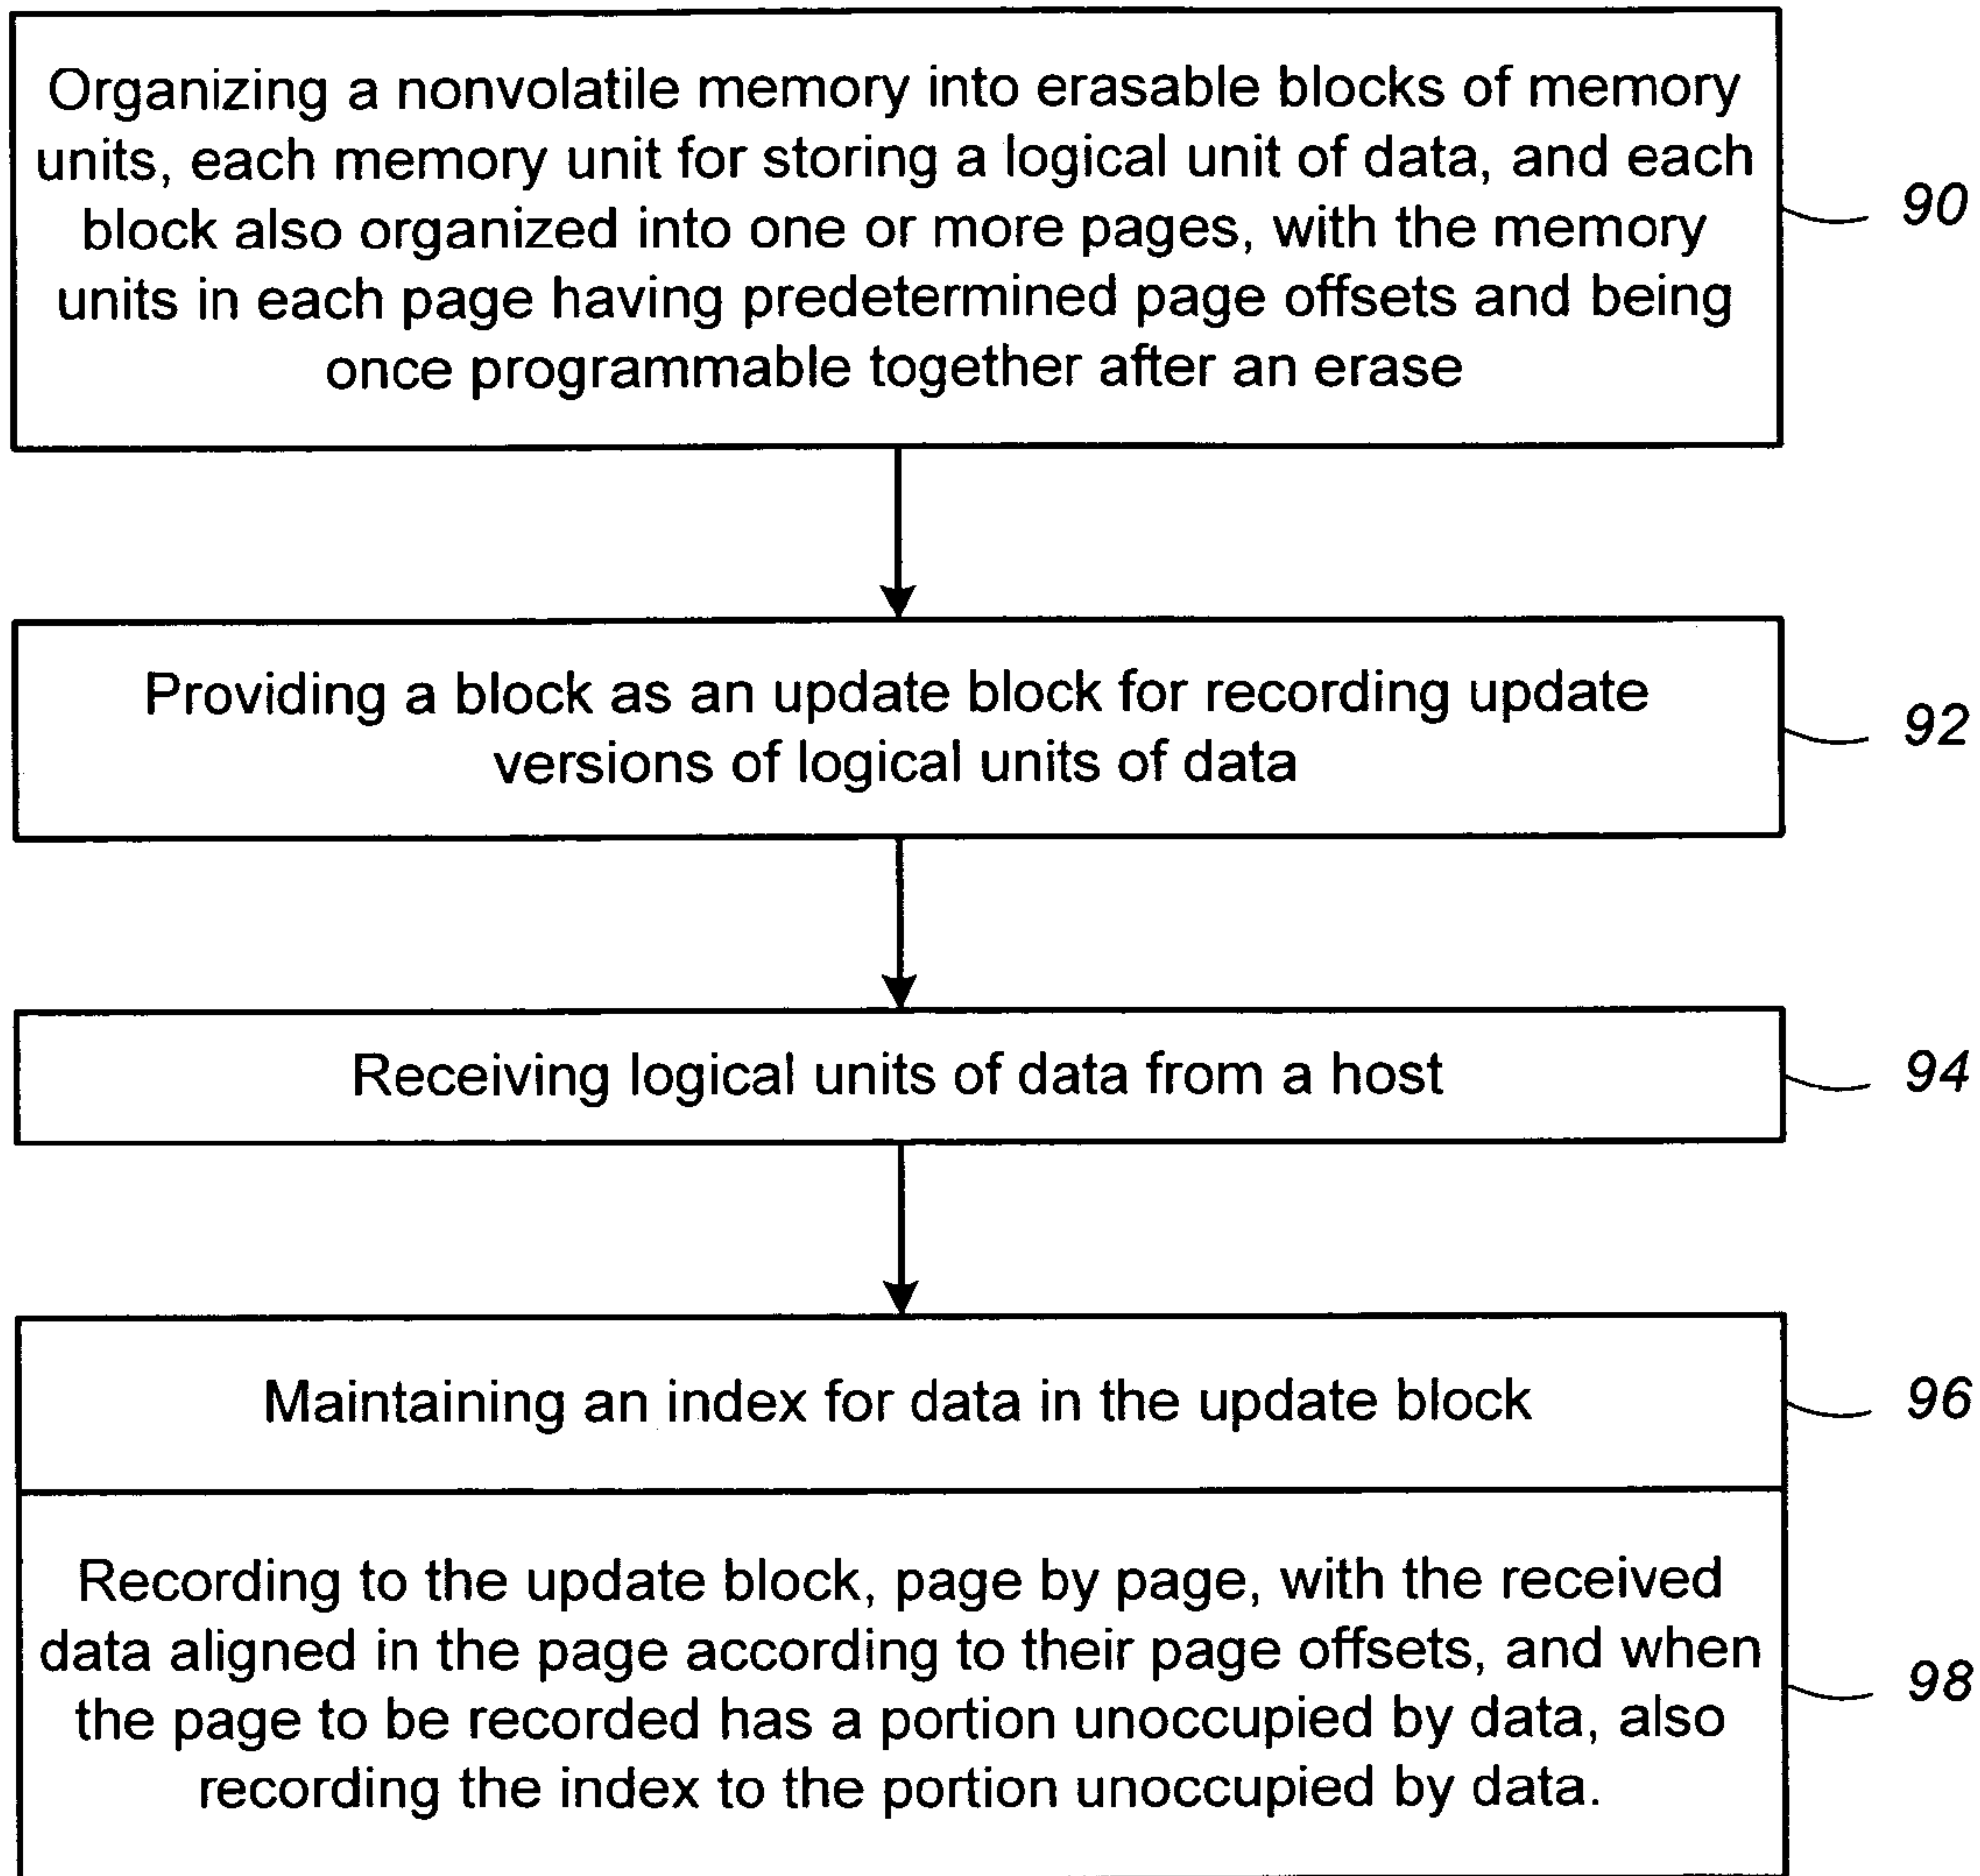 Organizing a nonvolatile memory into erasable blocks of memory
units, each memory unit for storing a logical unit of data, and each
block also organized into one or more pages, with the memory
units in each page having predetermined page offsets and being
once programmable together after an erase
90
Providing a block as an update block for recording update
versions of logical units of data
92
Receiving logical units of data from a host
94
Maintaining an index for data in the update block
96
Recording to the update block, page by page, with the received
data aligned in the page according to their page offsets, and when
the page to be recorded has a portion unoccupied by data, also
recording the index to the portion unoccupied by data.
98